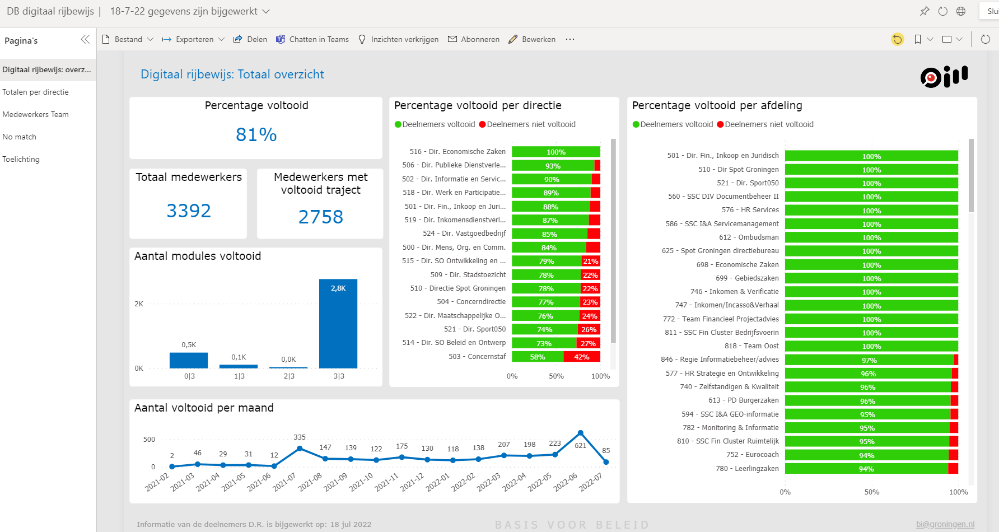 DB digitaal rijbewijs | 18-7-22 gegevens zijn bijgewerkt
Slui
Pagina's
Bestand
Exporteren
Delen
Chatten in Teams
Inzichten verkrijgen
Abonneren
Bewerken
...
Digitaal rijbewijs: overz...
Totalen per directie
Medewerkers Team
No match
Toelichting
Digitaal rijbewijs: Totaal overzicht
Percentage voltooid
81%
Totaal medewerkers
3392
Medewerkers met
voltooid traject
2758
Aantal modules voltooid
2K
0K
0,5K
0,1K
0,0K
2,8K
0|3
1|3
2|3
3|3
Percentage voltooid per directie
Deelnemers voltooid Deelnemers niet voltooid
516 - Dir. Economische Zaken 100%
506 - Dir. Publieke Dienstverle... 93%
502 - Dir. Informatie en Servic... 90%
518 - Dir. Werk en Participatie... 89%
501 - Dir. Fin., Inkoop en Juri... 88%
519 - Dir. Inkomensdienstverl... 87%
524 - Dir. Vastgoedbedrijf 85%
500 - Dir. Mens, Org. en Comm. 84%
515 - Dir. SO Ontwikkeling en ... 79% 21%
509 - Dir. Stadstoezicht 78% 22%
510 - Directie Spot Groningen 78% 22%
504 - Concerndirectie 77% 23%
522 - Dir. Maatschappelijke O... 76% 24%
521 - Dir. Sport050 74% 26%
514 - Dir. SO Beleid en Ontwerp 73% 27%
503 - Concernstaf 58% 42%
0% 50% 100%
Percentage voltooid per afdeling
Deelnemers voltooid Deelnemers niet voltooid
501 - Dir. Fin., Inkoop en Juridisch 100%
510 - Dir Spot Groningen 100%
521 - Dir. Sport050 100%
560 - SSC DIV Documentbeheer II 100%
576 - HR Services 100%
586 - SSC I&A Servicemanagement 100%
612 - Ombudsman 100%
625 - Spot Groningen directiebureau 100%
698 - Economische Zaken 100%
699 - Gebiedszaken 100%
746 - Inkomen & Verificatie 100%
747 - Inkomen/Incasso&Verhaal 100%
772 - Team Financieel Projectadvies 100%
811 - SSC Fin Cluster Bedrijfsvoerin 100%
818 - Team Oost 100%
846 - Regie Informatiebeheer/advies 97%
577 - HR Strategie en Ontwikkeling 96%
740 - Zelfstandigen & Kwaliteit 96%
613 - PD Burgerzaken 96%
594 - SSC I&A GEO-informatie 95%
782 - Monitoring & Informatie 95%
810 - SSC Fin Cluster Ruimtelijk 95%
752 - Eurocoach 94%
780 - Leerlingzaken 94%
0% 50% 100%
Aantal voltooid per maand
500
0
2 46 29 31 12 335 147 139 122 175 130 118 138 207 198 223 621 85
2021-02 2021-03 2021-04 2021-05 2021-06 2021-07 2021-08 2021-09 2021-10 2021-11 2021-12 2022-01 2022-02 2022-03 2022-04 2022-05 2022-06 2022-07
Informatie van de deelnemers D.R. is bijgewerkt op: 18 jul 2022
BASIS VOOR BELEID
bi@groningen.nl